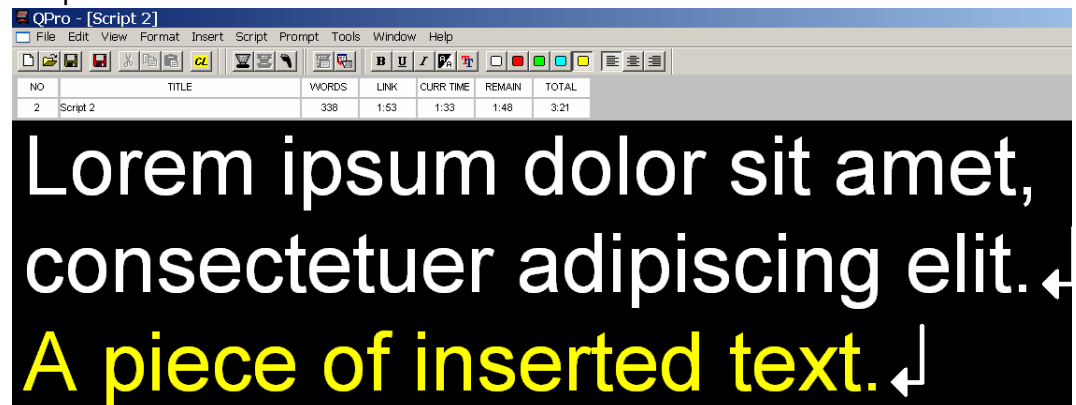 QPro - [Script 2]
File Edit View Format Insert Script Prompt Tools Window Help
CL B U I
NO TITLE WORDS LINK CURR TIME REMAIN TOTAL
2 Script 2 338 1:53 1:33 1:48 3:21
Lorem ipsum dolor sit amet,
consectetuer adipiscing elit.
A piece of inserted text.